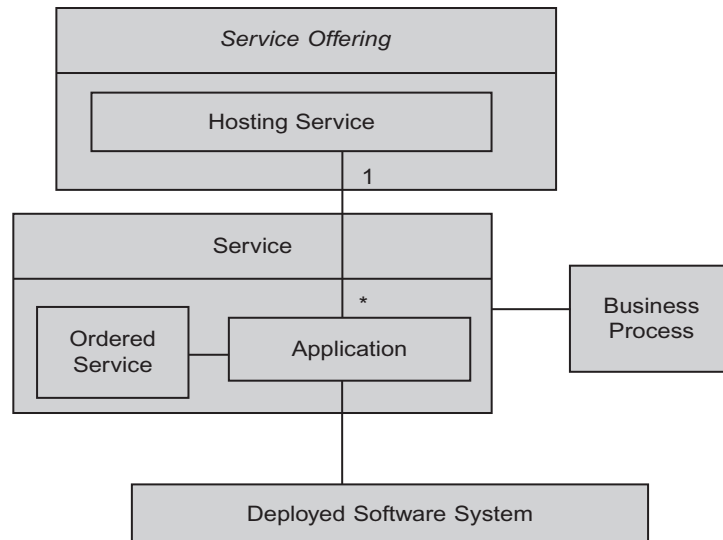 Service Offering
Hosting Service
1
Service
*
Ordered
Service
Application
Business
Process
Deployed Software System